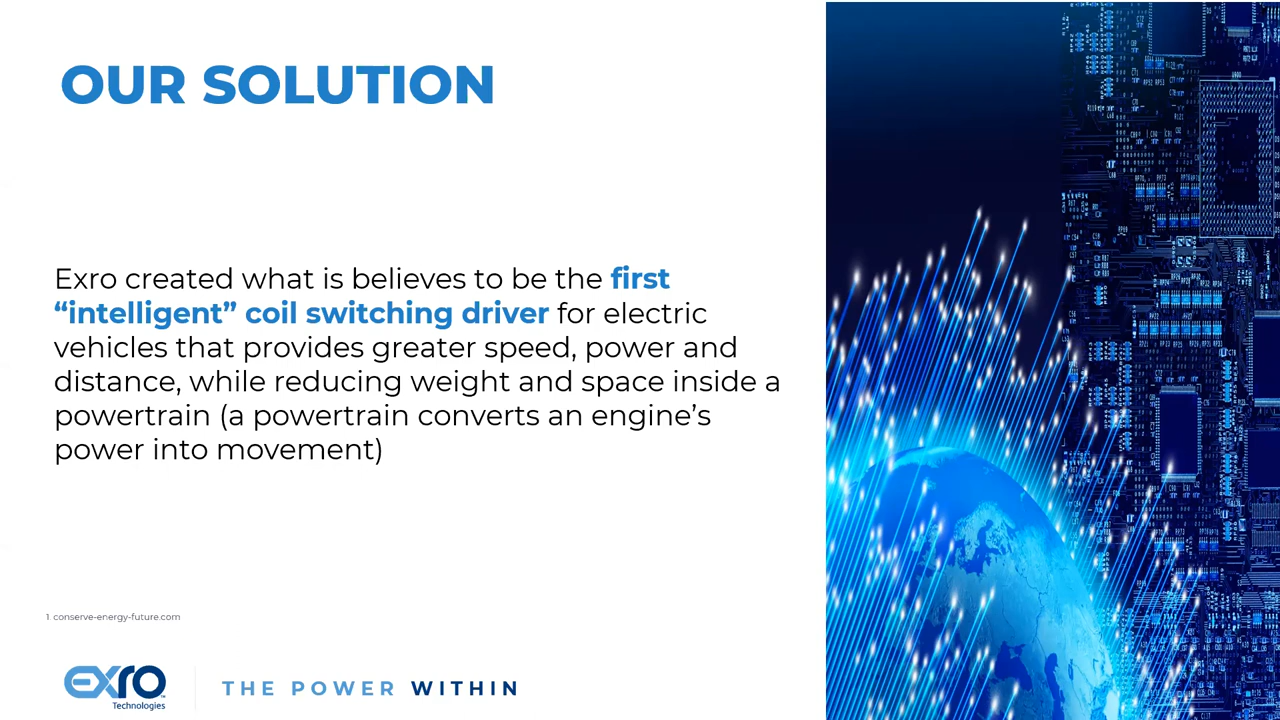 OUR SOLUTION
Exro created what is believes to be the first
“intelligent” coil switching driver for electric
vehicles that provides greater speed, power and
distance, while reducing weight and space inside a
powertrain (a powertrain converts an engine’s
power into movement)
1. conserve-energy-future.com
exro
Technologies
THE POWER WITHIN